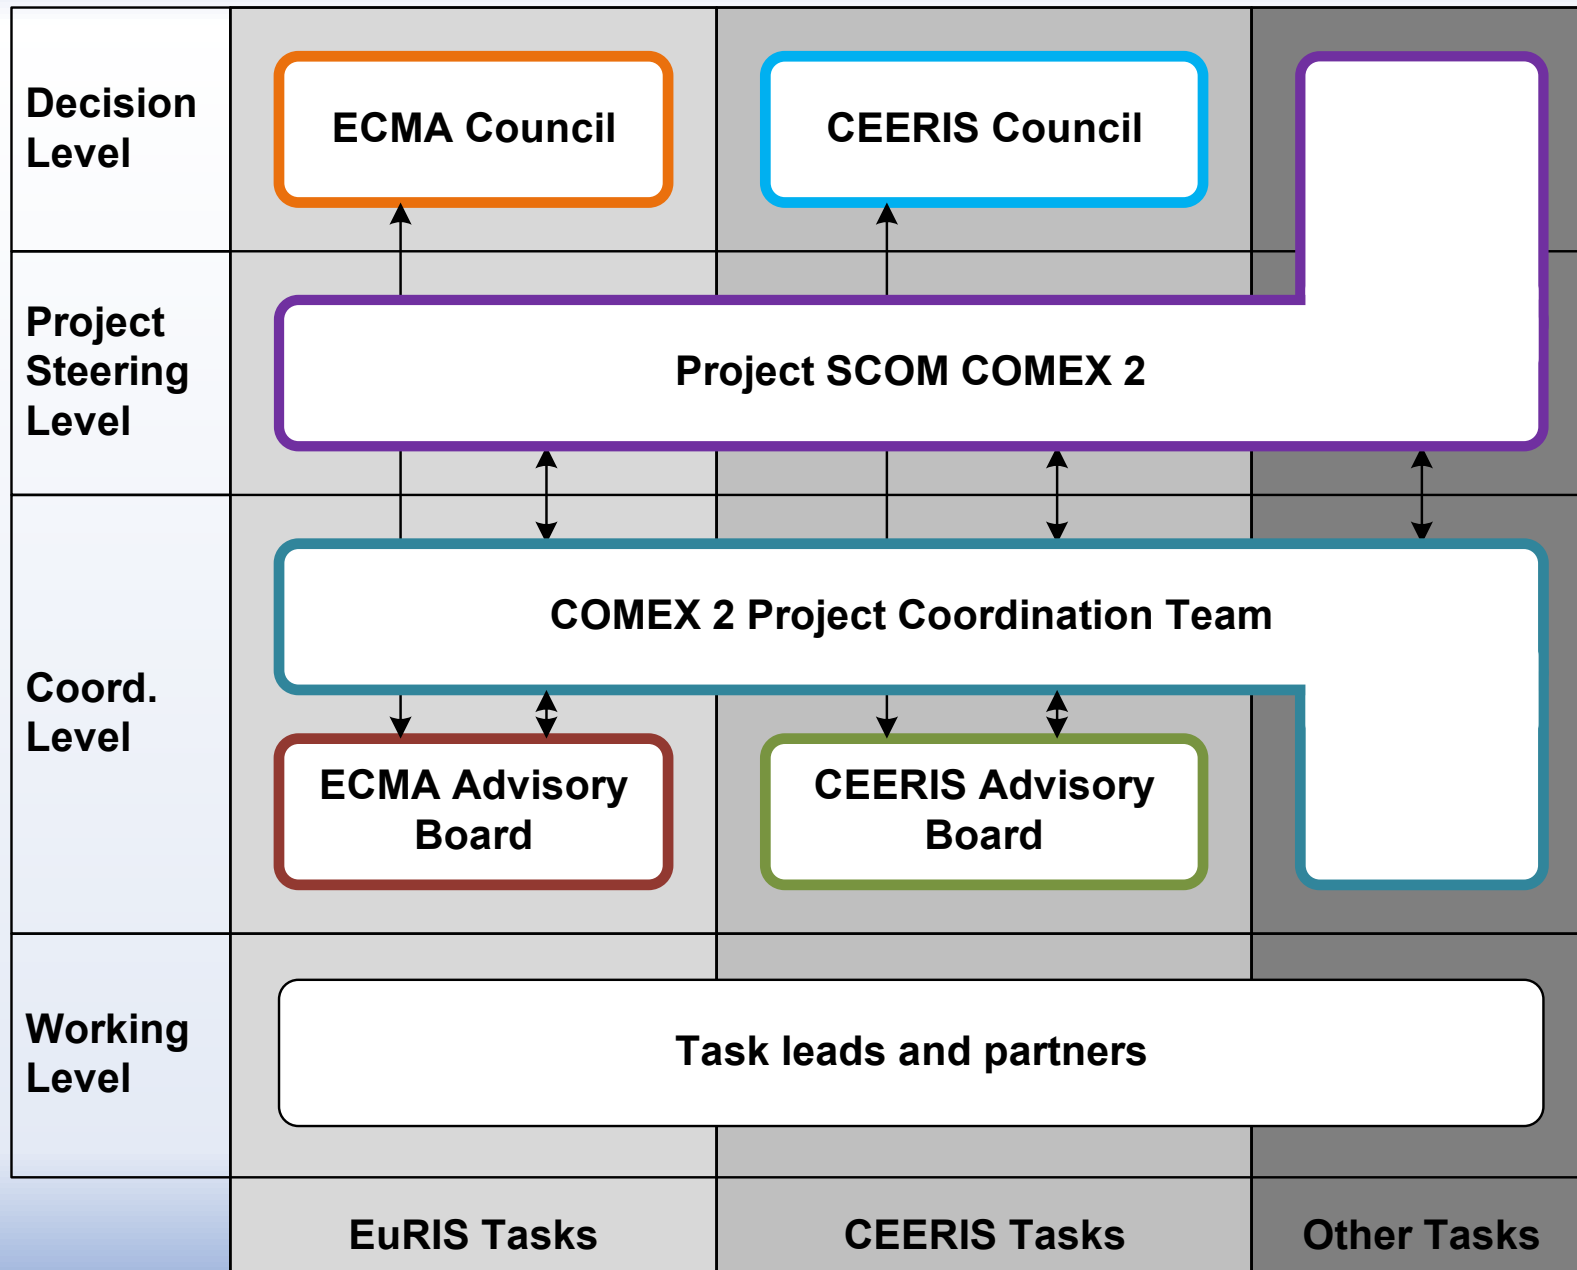 Decision
Level
ECMA Council
CEERIS Council
Project
Steering
Level
Project SCOM COMEX 2
Coord.
Level
COMEX 2 Project Coordination Team
ECMA Advisory
Board
CEERIS Advisory
Board
Working
Level
Task leads and partners
EuRIS Tasks
CEERIS Tasks
Other Tasks